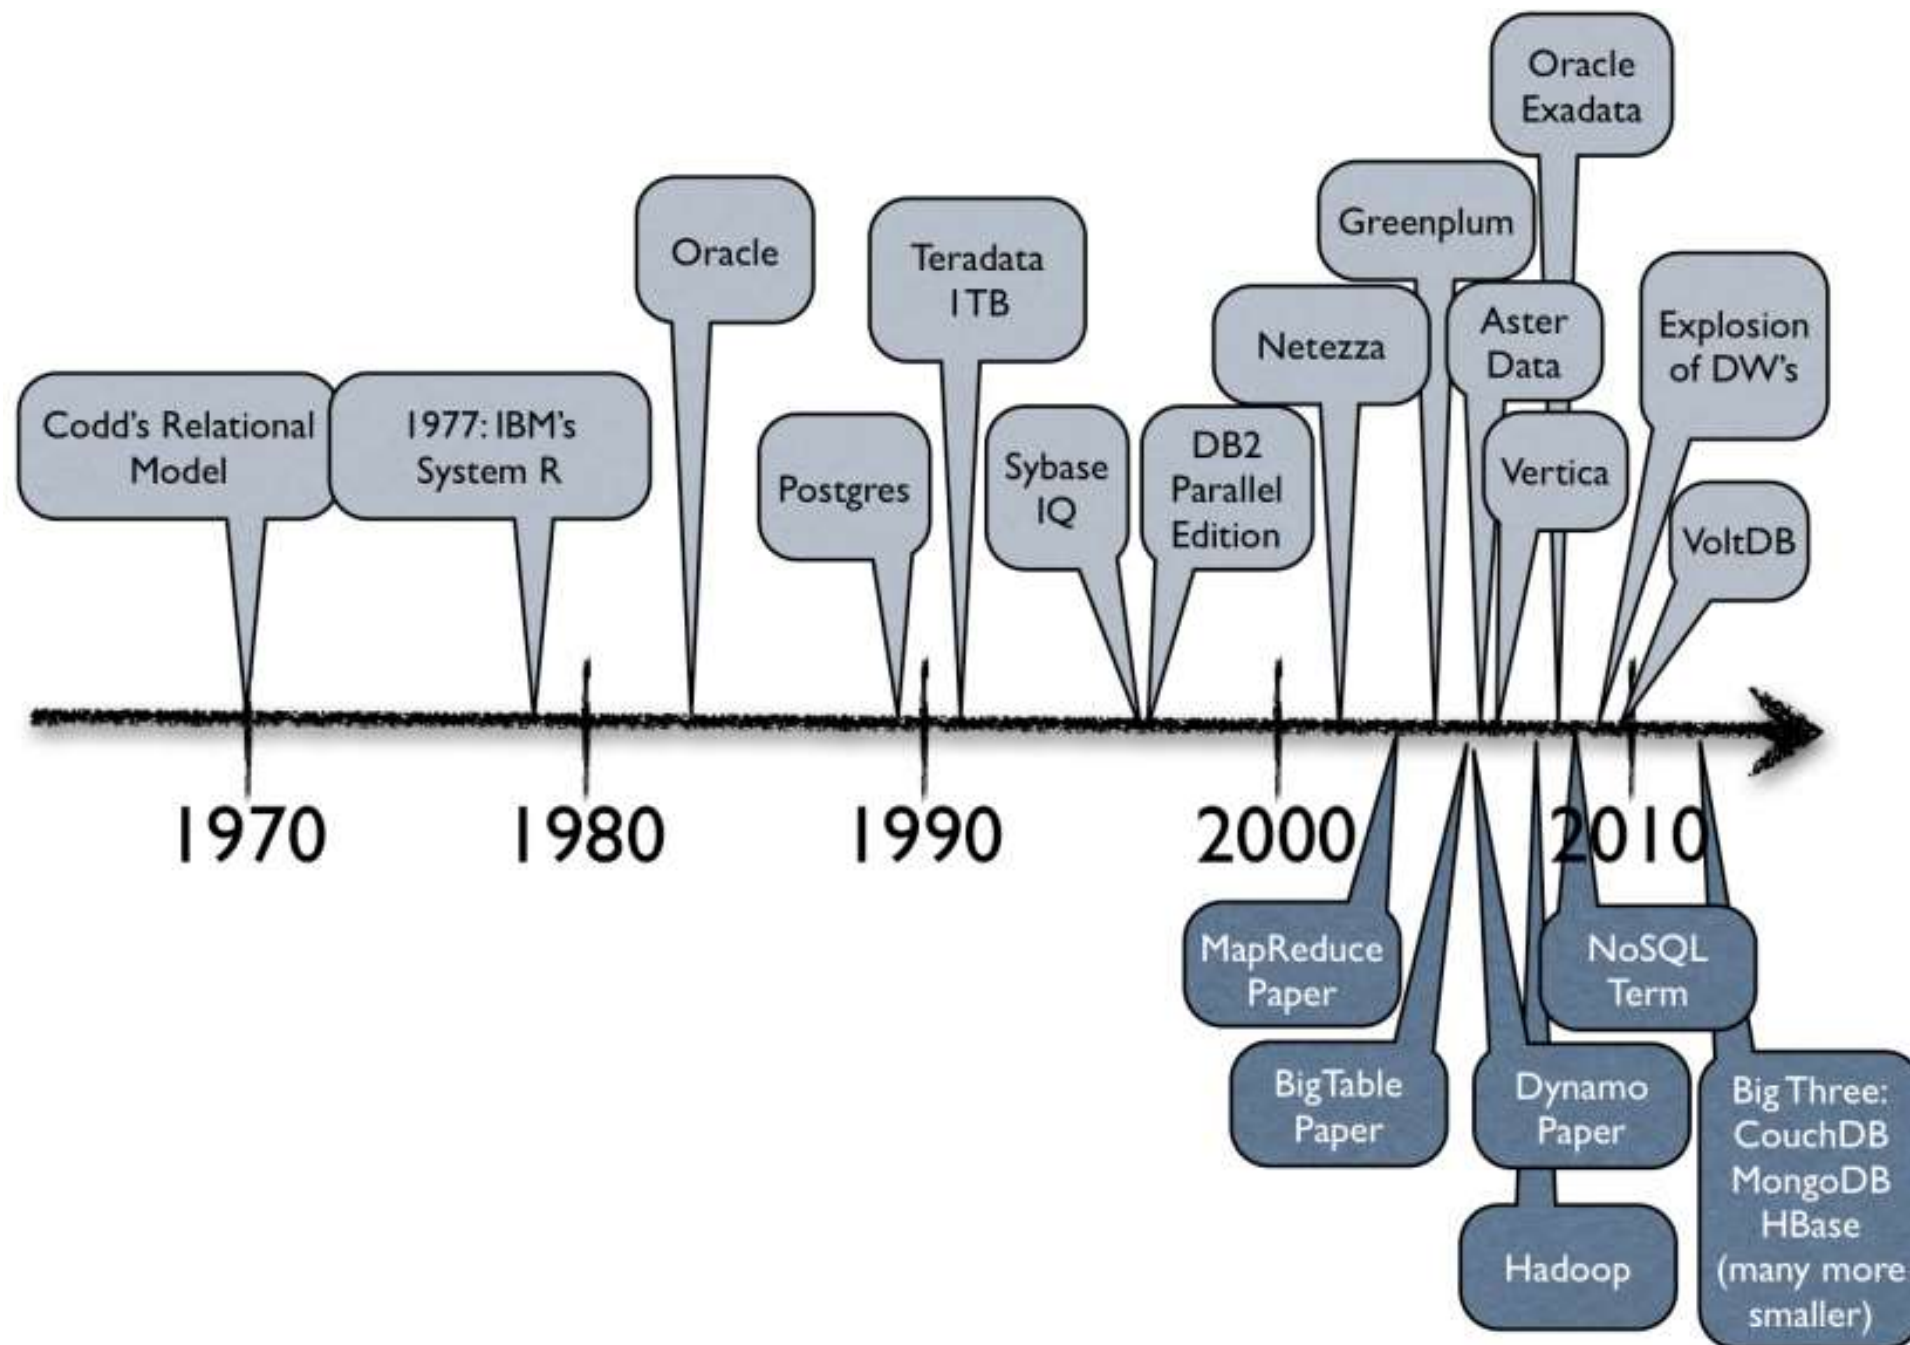 Oracle
Exadata
Greenplum
Oracle
Teradata
1TB
Netezza
Aster
Data
Explosion
of DW's
Codd's Relational
Model
1977: IBM's
System R
Postgres
Sybase
IQ
DB2
Parallel
Edition
Vertica
VoltDB
1970
1980
1990
2000
2010
MapReduce
Paper
NoSQL
Term
BigTable
Paper
Dynamo
Paper
Hadoop
Big Three:
CouchDB
MongoDB
HBase
(many more
smaller)